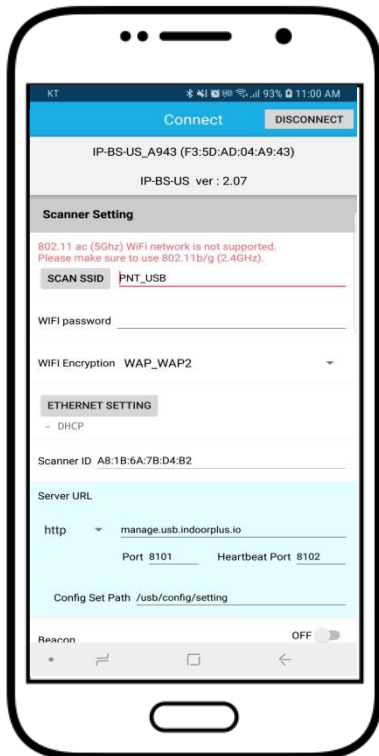 KT 93% 11:00 AM
Connect DISCONNECT
IP-BS-US_A943 (F3:5D:AD:04:A9:43)
IP-BS-US ver : 2.07
Scanner Setting
802.11 ac (5Ghz) WiFi network is not supported.
Please make sure to use 802.11b/g (2.4GHz).
SCAN SSID PNT_USB
WIFI password
WIFI Encryption WAP_WAP2
ETHERNET SETTING
- DHCP
Scanner ID A8:1B:6A:7B:D4:B2
Server URL
http manage.usb.indoorplus.io
Port 8101 Heartbeat Port 8102
Config Set Path /usb/config/setting
Beacon OFF